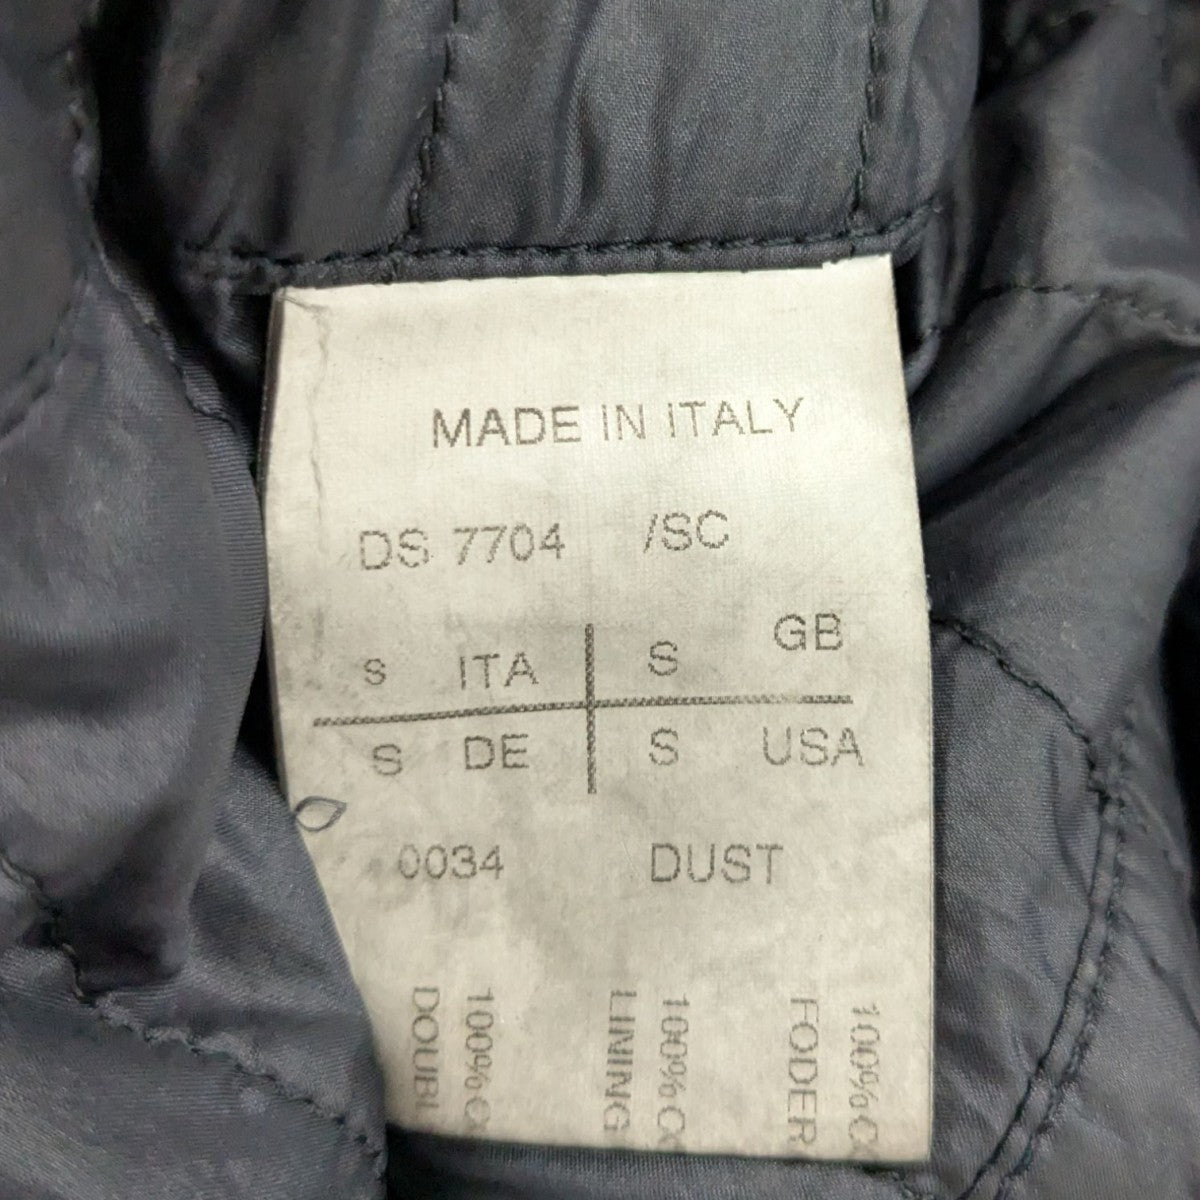 MADE IN ITALY
DS 7704 /SC
S ITA S GB
S DE S USA
0034 DUST
100%
FODER
100%
LINING
100%